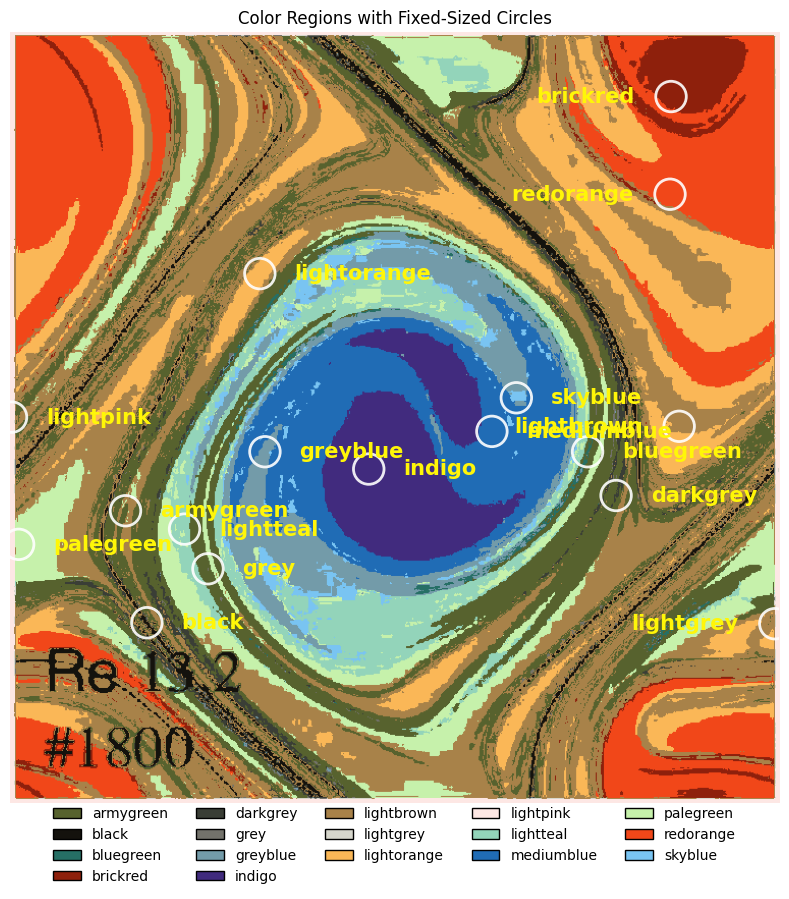 Color Regions with Fixed-Sized Circles
brickred
redorange
lightorange
skyblue
lightpink
lightbrown
mediumblue
greyblue
bluegreen
indigo
darkgrey
armygreen
lightteal
palegreen
grey
black
lightgrey
Re 13.2
#1800
armygreen darkgrey lightbrown lightpink palegreen
black grey lightgrey lightteal redorange
bluegreen greyblue lightorange mediumblue skyblue
brickred indigo